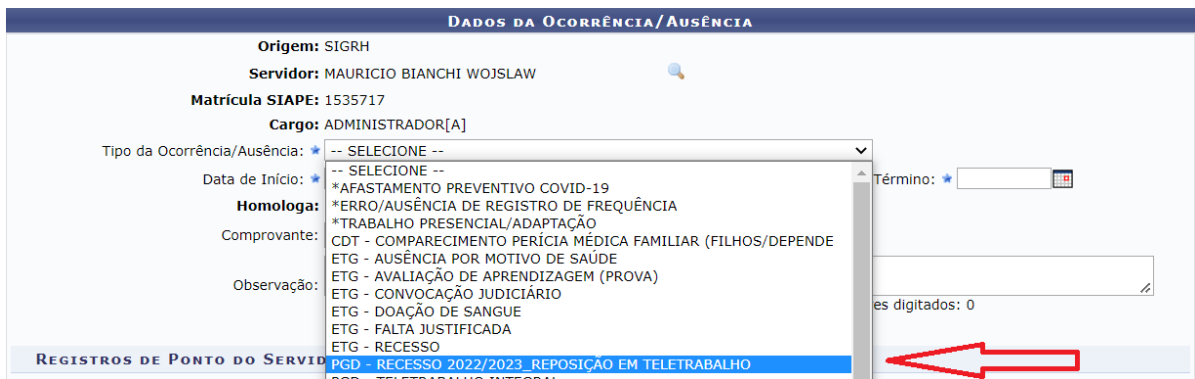 DADOS DA OCORRÊNCIA/AUSÊNCIA
Origem: SIGRH
Servidor: MAURICIO BIANCHI WOJSLAW
Matrícula SIAPE: 1535717
Cargo: ADMINISTRADOR[A]
Tipo da Ocorrência/Ausência: -- SELECIONE --
Data de Início: Término:
Homologa:
Comprovante:
Observação:
es digitados: 0
-- SELECIONE --
*AFASTAMENTO PREVENTIVO COVID-19
*ERRO/AUSÊNCIA DE REGISTRO DE FREQUÊNCIA
*TRABALHO PRESENCIAL/ADAPTAÇÃO
CDT - COMPARECIMENTO PERÍCIA MÉDICA FAMILIAR (FILHOS/DEPENDE
ETG - AUSÊNCIA POR MOTIVO DE SAÚDE
ETG - AVALIAÇÃO DE APRENDIZAGEM (PROVA)
ETG - CONVOCAÇÃO JUDICIÁRIO
ETG - DOAÇÃO DE SANGUE
ETG - FALTA JUSTIFICADA
ETG - RECESSO
PGD - RECESSO 2022/2023_REPOSIÇÃO EM TELETRABALHO
PGD - TELETRABALHO INTEGRAL
REGISTROS DE PONTO DO SERVID